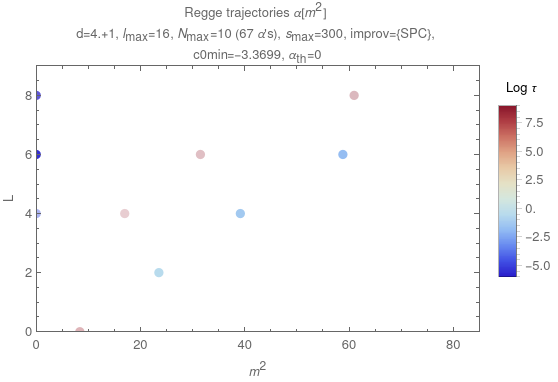 Regge trajectories α[m²]
d=4.+1, lmax=16, Nmax=10 (67 α's), smax=300, improv={SPC},
c0min=-3.3699, αth=0
Log τ
8
6
4
2
0
L
0 20 40 60 80
m²
7.5
5.0
2.5
0.
-2.5
-5.0